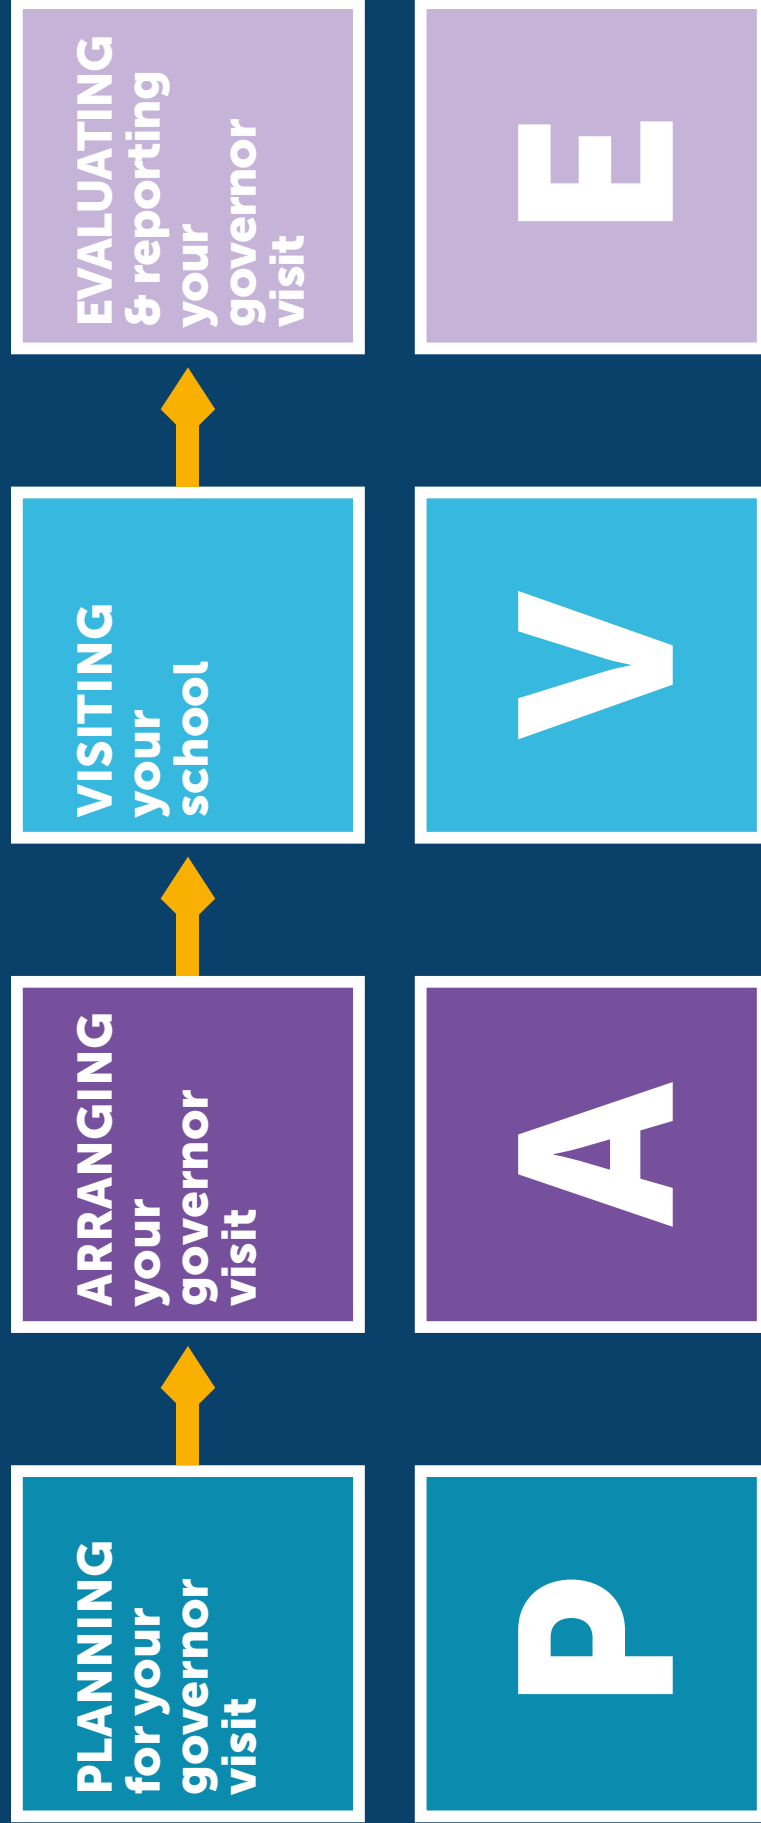 PLANNING
for your
governor
visit
ARRANGING
your
governor
visit
VISITING
your
school
EVALUATING
& reporting
your
governor
visit
P
A
V
E